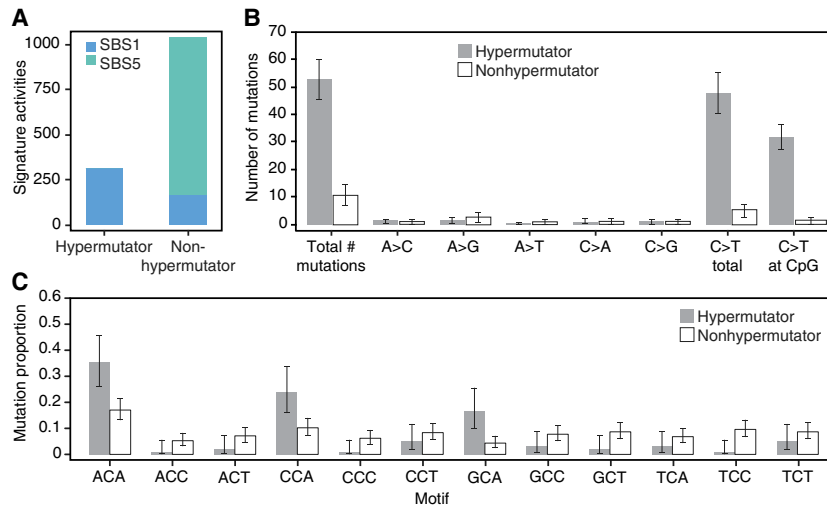 A
SBS1
SBS5
Signature activities
1000
750
500
250
0
Hypermutator
Non-
hypermutator
B
Hypermutator
Nonhypermutator
Number of mutations
70
60
50
40
30
20
10
0
Total #
mutations
A>C
A>G
A>T
C>A
C>G
C>T
total
C>T
at CpG
C
Hypermutator
Nonhypermutator
Mutation proportion
0.6
0.5
0.4
0.3
0.2
0.1
0
ACA
ACC
ACT
CCA
CCC
CCT
GCA
GCC
GCT
TCA
TCC
TCT
Motif